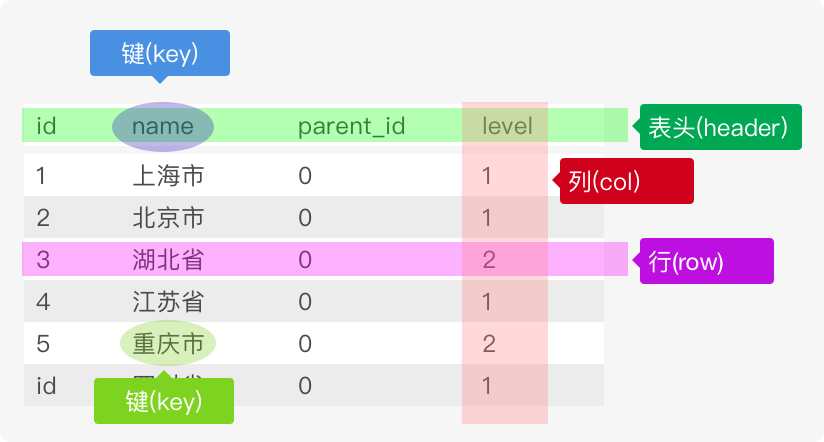 键(key)
id name parent_id level
表头(header)
1 上海市 0 1
列(col)
2 北京市 0 1
3 湖北省 0 2
行(row)
4 江苏省 0 1
5 重庆市 0 2
id 0 1
键(key)